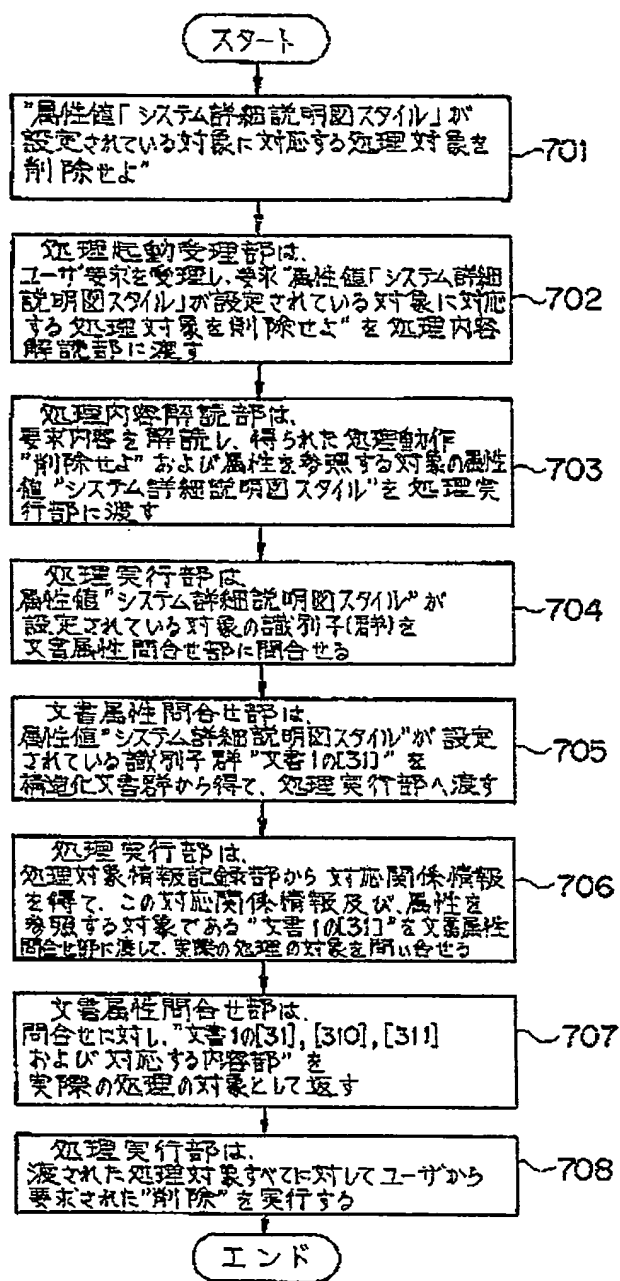 スタート
"属性値「システム詳細説明図スタイル」が
設定されている対象に対応する処理対象を
削除せよ"
701
処理起動受理部は、
ユーザ要求を受理し、要求"属性値「システム詳細
説明図スタイル」が設定されている対象に対応
する処理対象を削除せよ"を処理内容
解読部に渡す
702
処理内容解読部は、
要求内容を解読し、得られた処理動作
"削除せよ"および属性を参照する対象の属性
値"システム詳細説明図スタイル"を処理実
行部に渡す
703
処理実行部は
属性値"システム詳細説明図スタイル"が
設定されている対象の識別子(群)を
文書属性問合せ部に問合せる
704
文書属性問合せ部は、
属性値"システム詳細説明図スタイル"が設定
されている識別子群"文書1の[31]"を
構造化文書群から得て、処理実行部へ渡す
705
処理実行部は、
処理対象情報記録部から対応関係情報
を得て、この対応関係情報及び、属性を
参照する対象である"文書1の[31]"を文書属性
問合せ部に渡して、実際の処理の対象を問い合せる
706
文書属性問合せ部は、
問合せに対し、"文書1の[31],[310],[311]
および対応する内容部"を
実際の処理の対象として返す
707
処理実行部は、
渡された処理対象すべてに対してユーザから
要求された"削除"を実行する
708
エンド